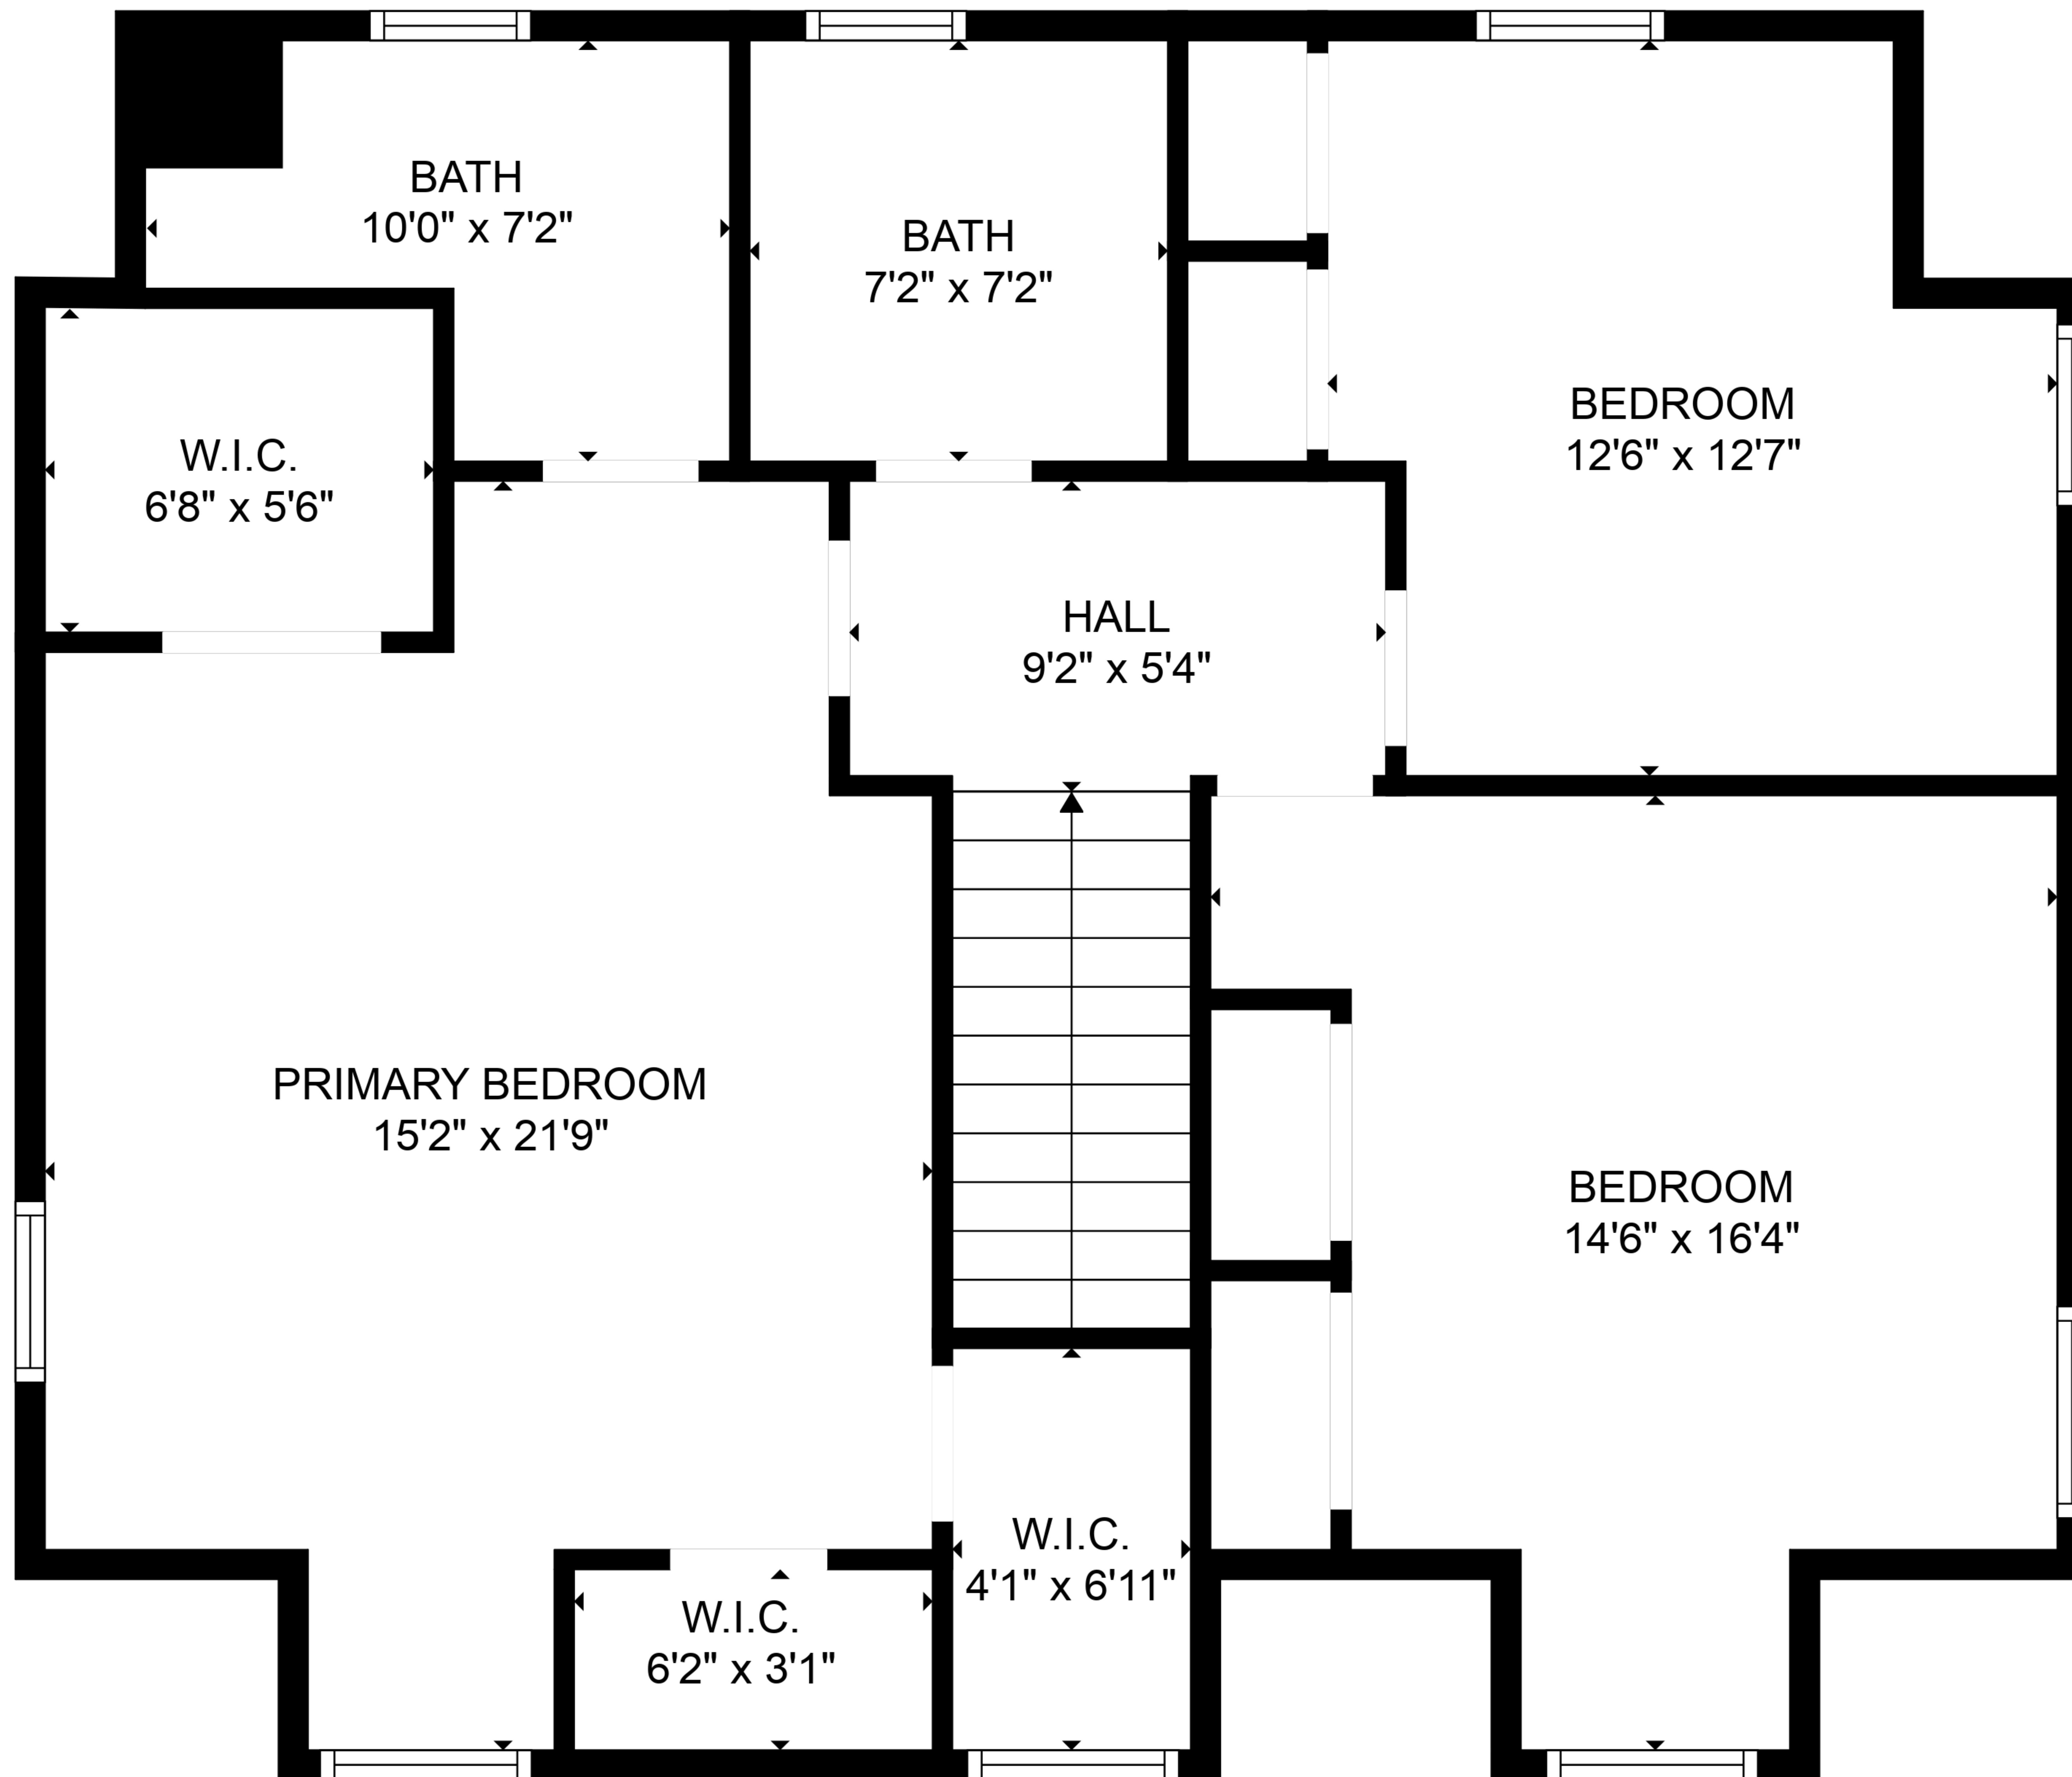 BATH
10'0" x 7'2"
BATH
7'2" x 7'2"
BEDROOM
12'6" x 12'7"
W.I.C.
6'8" x 5'6"
HALL
9'2" x 5'4"
PRIMARY BEDROOM
15'2" x 21'9"
BEDROOM
14'6" x 16'4"
W.I.C.
4'1" x 6'11"
W.I.C.
6'2" x 3'1"